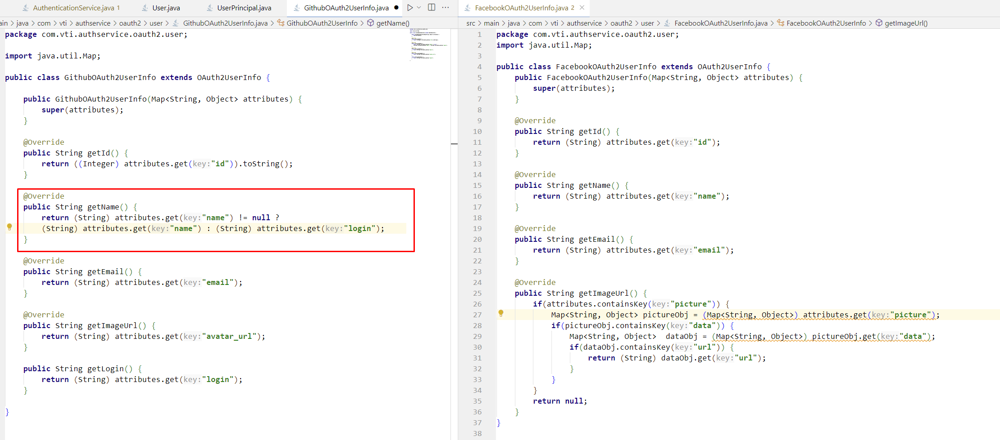 AuthenticationService.java 1
User.java
UserPrincipal.java
GithubOAuth2UserInfo.java
ain > java > com > vti > authservice > oauth2 > user > GithubOAuth2UserInfo.java > GithubOAuth2UserInfo > getName()
package com.vti.authservice.oauth2.user;
import java.util.Map;
public class GithubOAuth2UserInfo extends OAuth2UserInfo {
public GithubOAuth2UserInfo(Map<String, Object> attributes) {
super(attributes);
}
@Override
public String getId() {
return ((Integer) attributes.get(key:"id")).toString();
}
@Override
public String getName() {
return (String) attributes.get(key:"name") != null ?
(String) attributes.get(key:"name") : (String) attributes.get(key:"login");
}
@Override
public String getEmail() {
return (String) attributes.get(key:"email");
}
@Override
public String getImageUrl() {
return (String) attributes.get(key:"avatar_url");
}
public String getLogin() {
return (String) attributes.get(key:"login");
}
}
FacebookOAuth2UserInfo.java 2
src > main > java > com > vti > authservice > oauth2 > user > FacebookOAuth2UserInfo.java > FacebookOAuth2UserInfo > getImageUrl()
1 package com.vti.authservice.oauth2.user;
2 import java.util.Map;
3
4 public class FacebookOAuth2UserInfo extends OAuth2UserInfo {
5 public FacebookOAuth2UserInfo(Map<String, Object> attributes) {
6 super(attributes);
7 }
8
9 @Override
10 public String getId() {
11 return (String) attributes.get(key:"id");
12 }
13
14 @Override
15 public String getName() {
16 return (String) attributes.get(key:"name");
17 }
18
19 @Override
20 public String getEmail() {
21 return (String) attributes.get(key:"email");
22 }
23
24 @Override
25 public String getImageUrl() {
26 if(attributes.containsKey(key:"picture")) {
27 Map<String, Object> pictureObj = (Map<String, Object>) attributes.get(key:"picture");
28 if(pictureObj.containsKey(key:"data")) {
29 Map<String, Object>  dataObj = (Map<String, Object>) pictureObj.get(key:"data");
30 if(dataObj.containsKey(key:"url")) {
31 return (String) dataObj.get(key:"url");
32 }
33 }
34 }
35 return null;
36 }
37 }
38